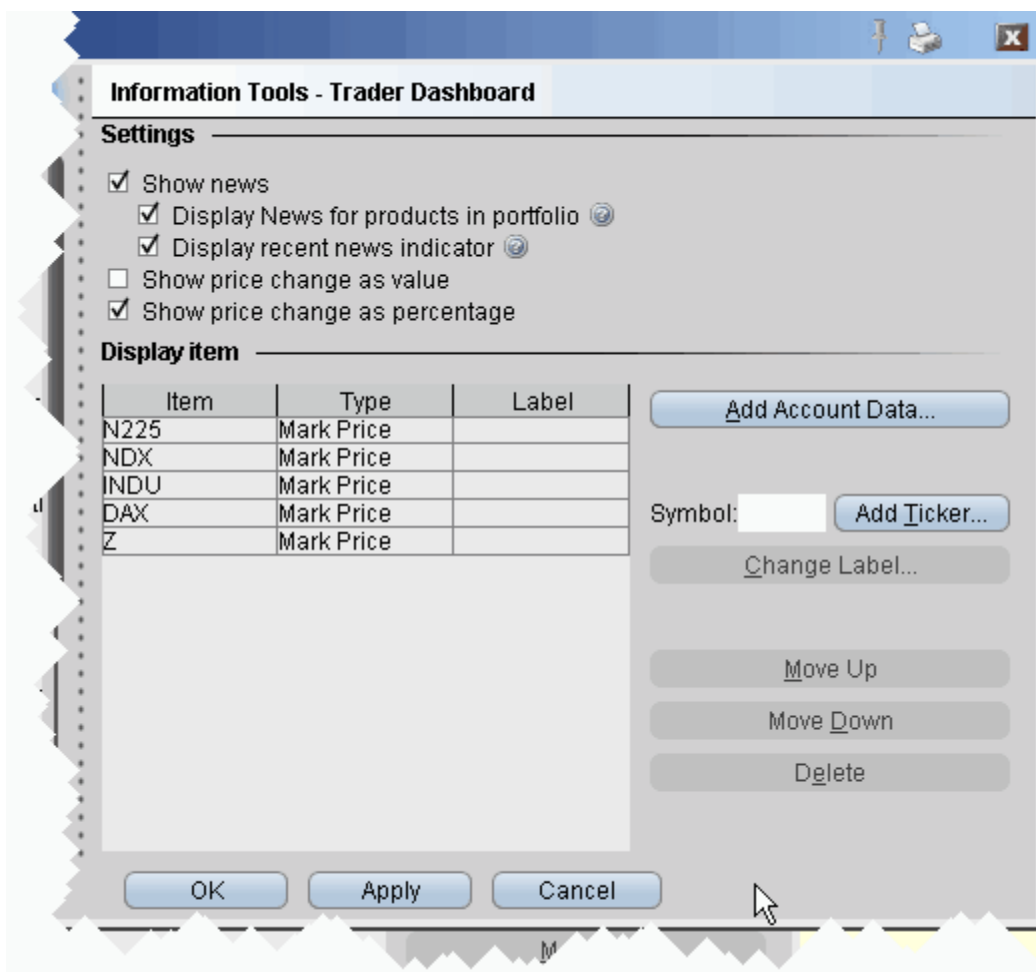 Information Tools - Trader Dashboard
Settings
Show news
Display News for products in portfolio
Display recent news indicator
Show price change as value
Show price change as percentage
Display item
Item Type Label
N225 Mark Price
NDX Mark Price
INDU Mark Price
DAX Mark Price
Z Mark Price
Add Account Data...
Symbol: Add Ticker...
Change Label...
Move Up
Move Down
Delete
OK Apply Cancel